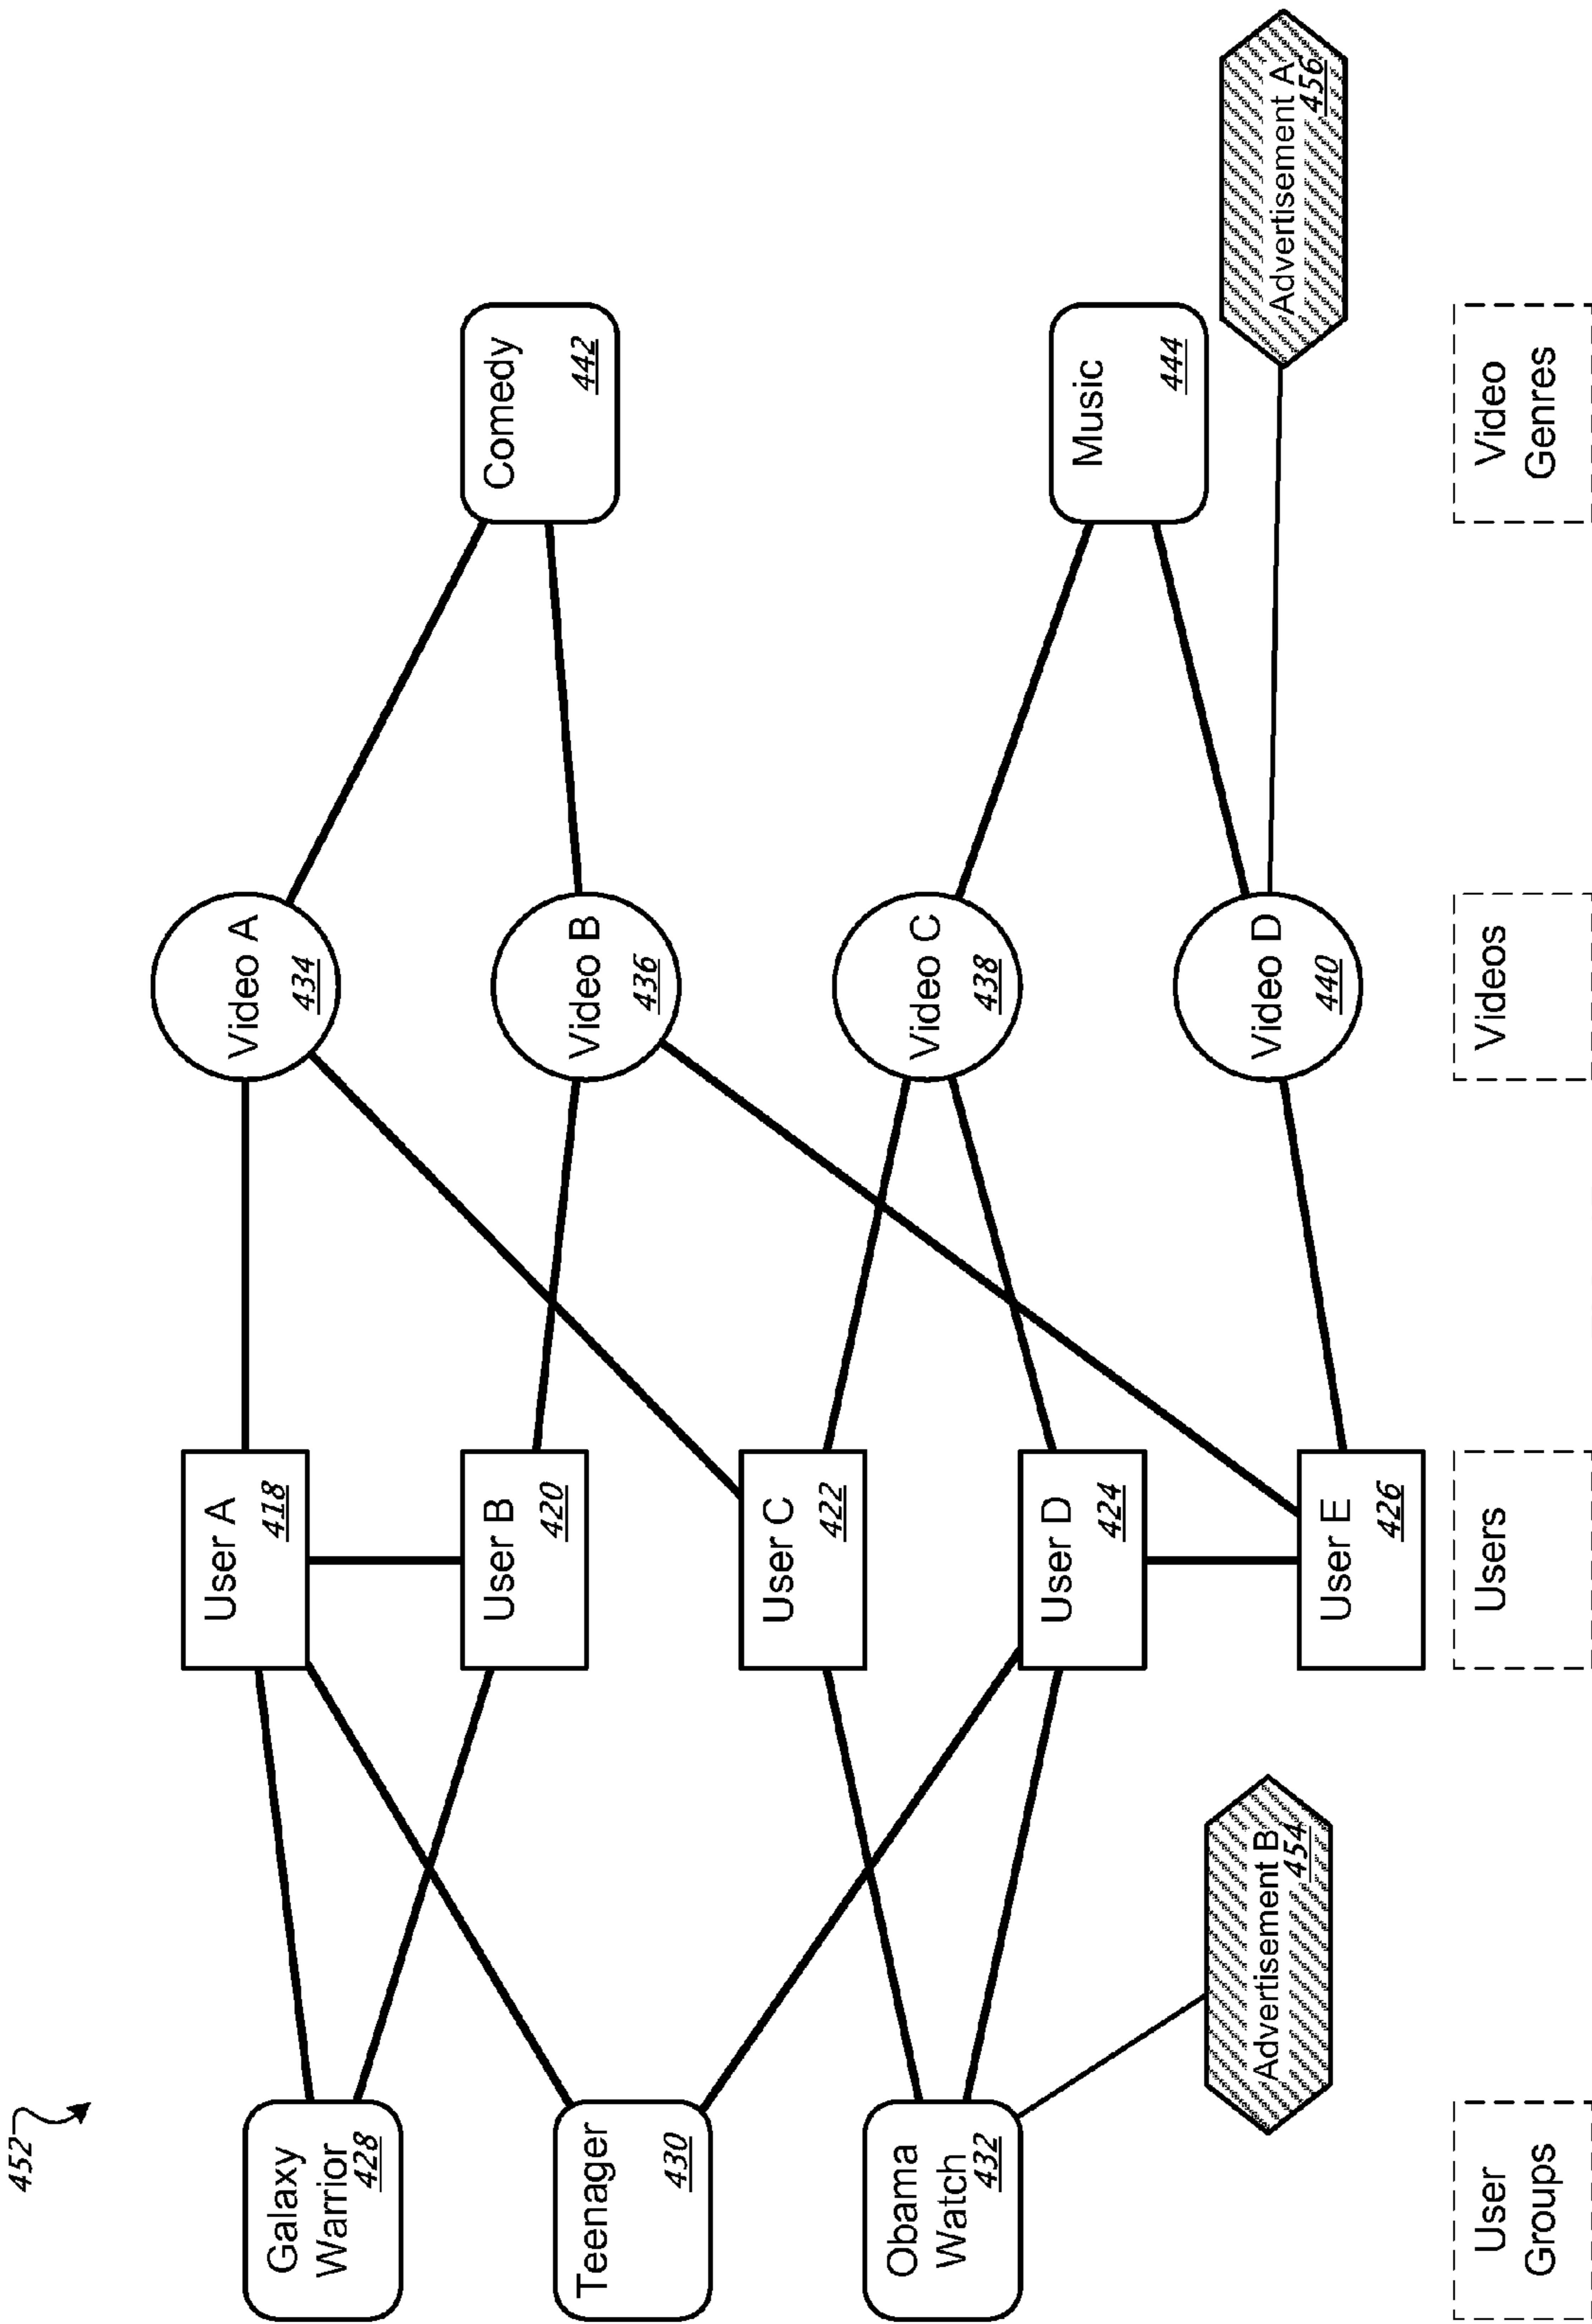 452
Galaxy
Warrior
428
Teenager
430
Obama
Watch
432
User
Groups
Advertisement B
454
User A
418
User B
420
User C
422
User D
424
User E
426
Users
Video A
434
Video B
436
Video C
438
Video D
440
Videos
Comedy
442
Music
444
Advertisement A
456
Video
Genres